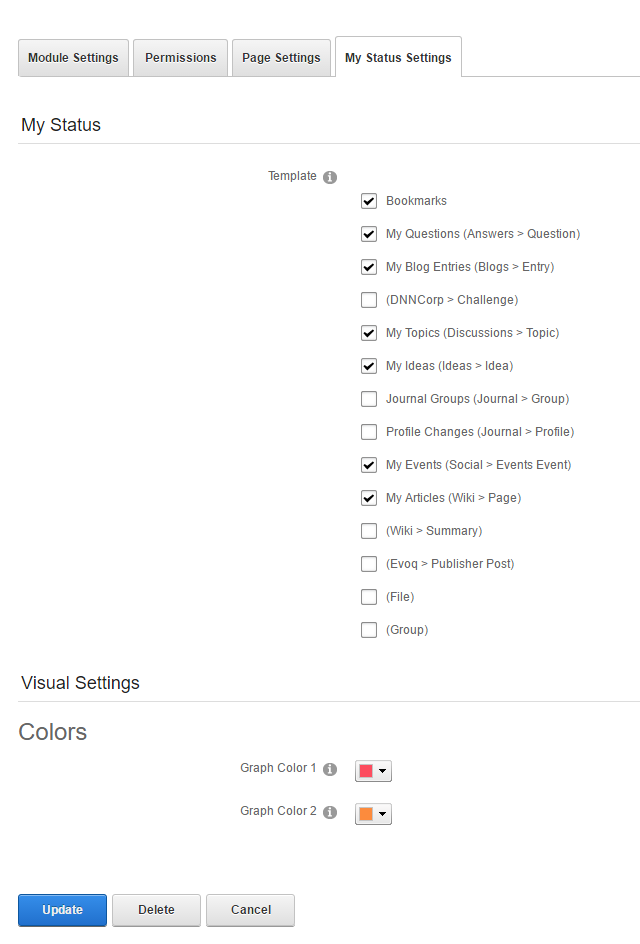 Module Settings Permissions Page Settings My Status Settings
My Status
Template
Bookmarks
My Questions (Answers > Question)
My Blog Entries (Blogs > Entry)
(DNNCorp > Challenge)
My Topics (Discussions > Topic)
My Ideas (Ideas > Idea)
Journal Groups (Journal > Group)
Profile Changes (Journal > Profile)
My Events (Social > Events Event)
My Articles (Wiki > Page)
(Wiki > Summary)
(Evoq > Publisher Post)
(File)
(Group)
Visual Settings
Colors
Graph Color 1
Graph Color 2
Update Delete Cancel